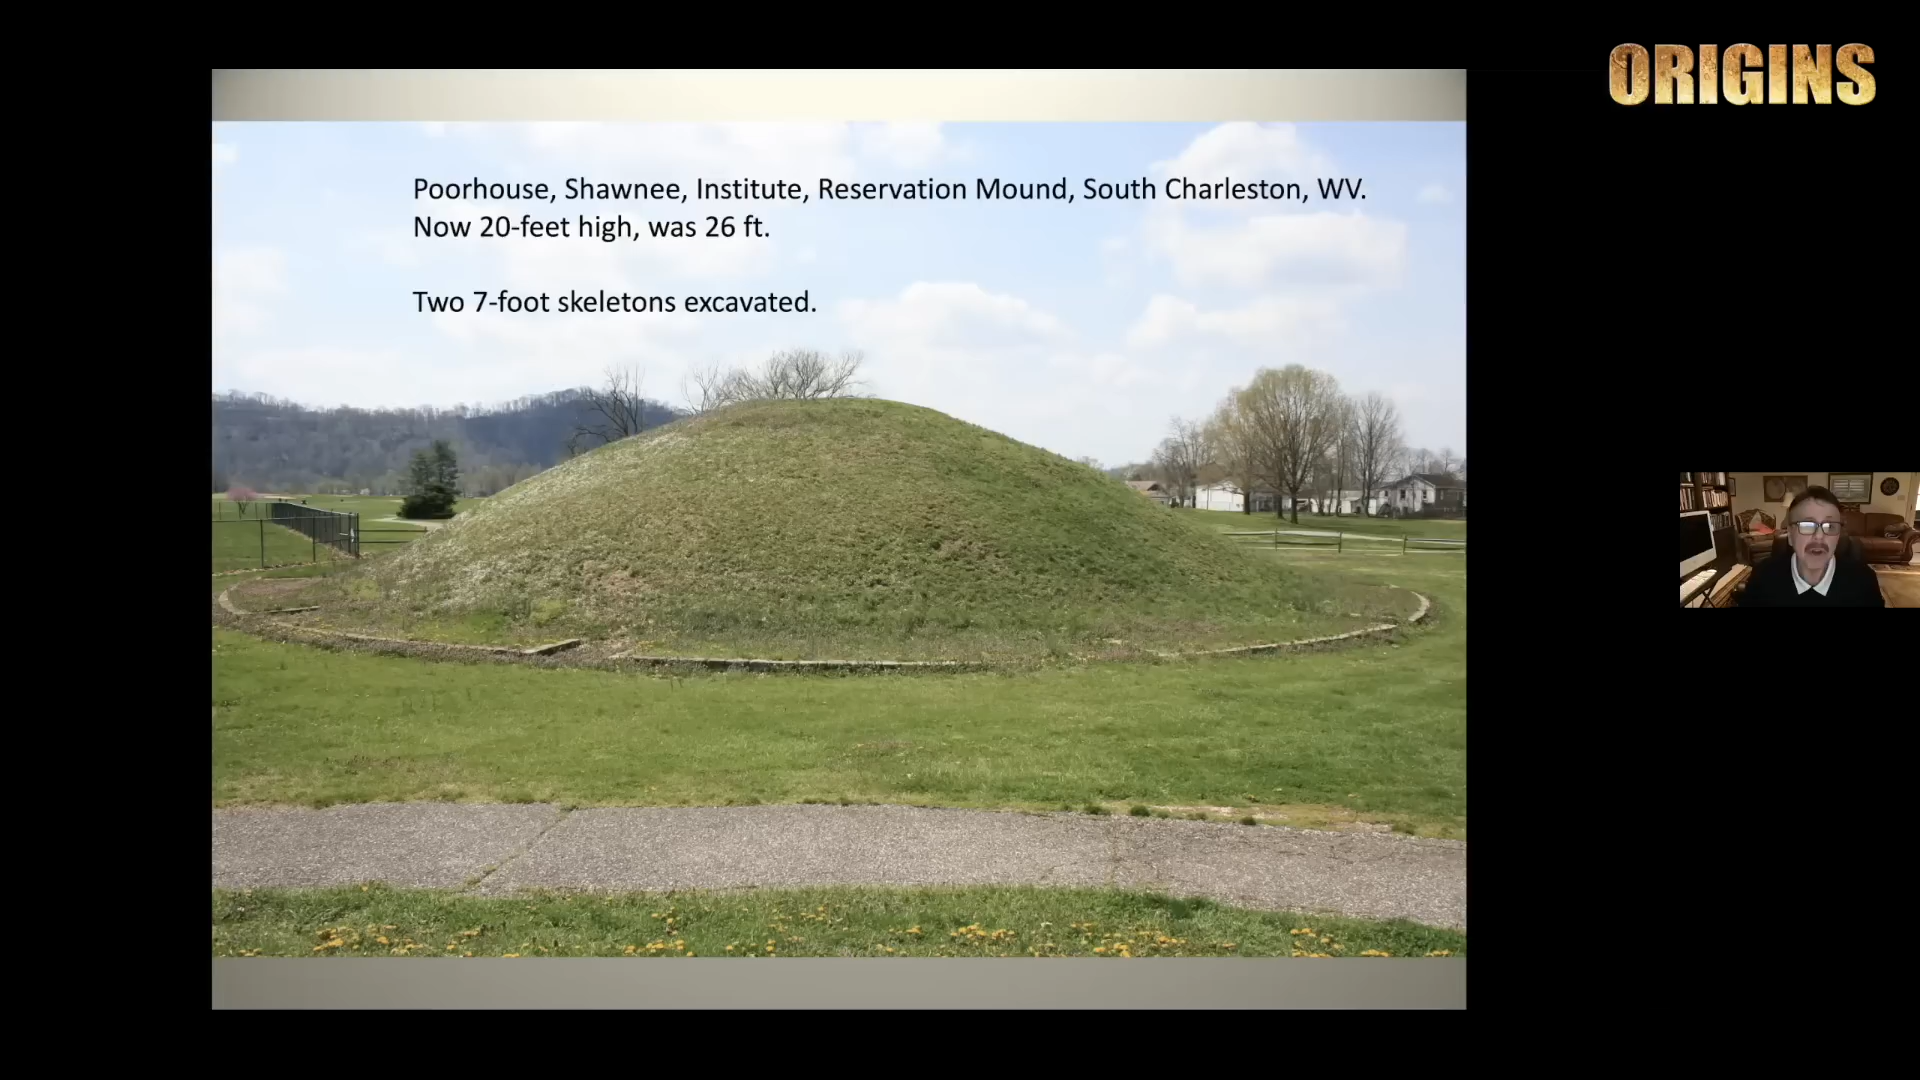 ORIGINS
Poorhouse, Shawnee, Institute, Reservation Mound, South Charleston, WV.
Now 20-feet high, was 26 ft.
Two 7-foot skeletons excavated.